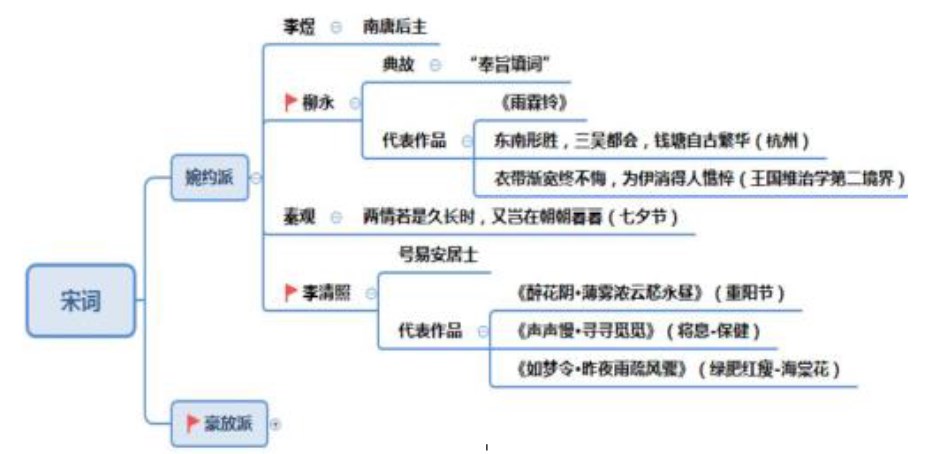 李煜 南唐后主
典故 “奉旨填词”
柳永
《雨霖铃》
代表作品
东南形胜，三吴都会，钱塘自古繁华（杭州）
衣带渐宽终不悔，为伊消得人憔悴（王国维治学第二境界）
婉约派
秦观 两情若是久长时，又岂在朝朝暮暮（七夕节）
号易安居士
宋词
李清照
《醉花阴•薄雾浓云愁永昼》（重阳节）
代表作品
《声声慢•寻寻觅觅》（将息-保健）
《如梦令•昨夜雨疏风骤》（绿肥红瘦-海棠花）
豪放派